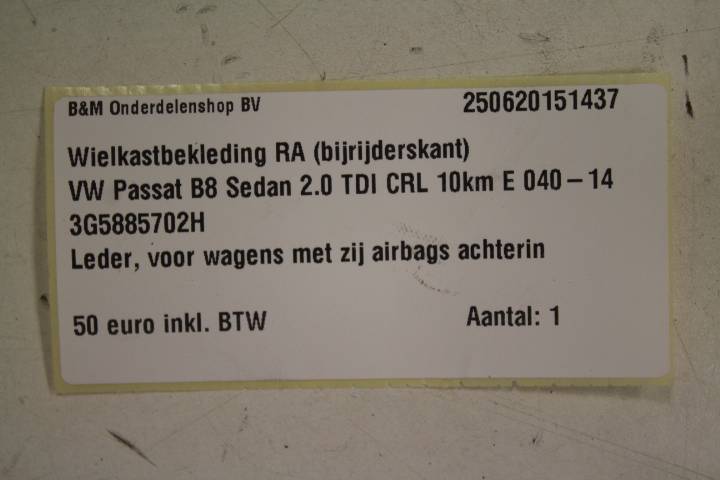 B&M Onderdelenshop BV 250620151437
Wielkastbekleding RA (bijrijderskant)
VW Passat B8 Sedan 2.0 TDI CRL 10km E 040-14
3G5885702H
Leder, voor wagens met zij airbags achterin
50 euro inkl. BTW Aantal: 1